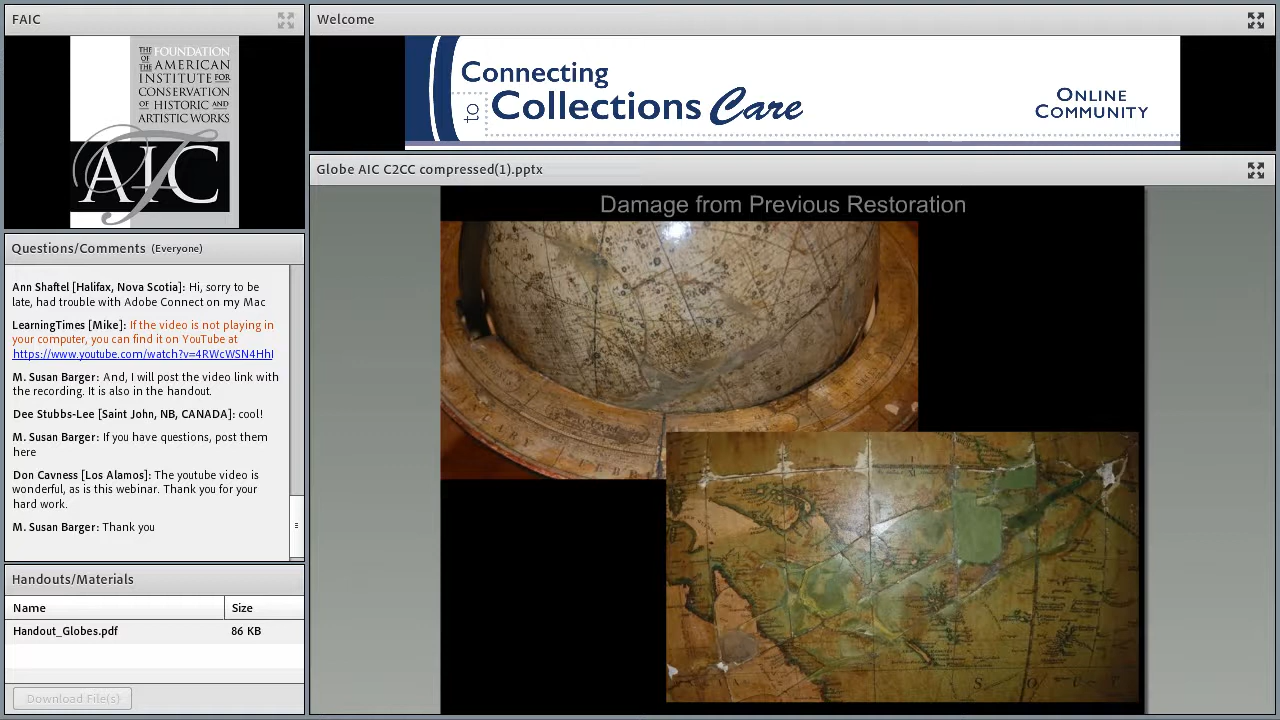 FAIC
THE FOUNDATION
OF THE AMERICAN
INSTITUTE FOR
CONSERVATION
OF HISTORIC AND
ARTISTIC WORKS
AIC
Questions/Comments (Everyone)
Ann Shaftel [Halifax, Nova Scotia]: Hi, sorry to be
late, had trouble with Adobe Connect on my Mac
LearningTimes [Mike]: If the video is not playing in
your computer, you can find it on YouTube at
https://www.youtube.com/watch?v=4RWcWSN4HhI
M. Susan Barger: And, I will post the video link with
the recording. It is also in the handout.
Dee Stubbs-Lee [Saint John, NB, CANADA]: cool!
M. Susan Barger: If you have questions, post them
here
Don Cavness [Los Alamos]: The youtube video is
wonderful, as is this webinar. Thank you for your
hard work.
M. Susan Barger: Thank you
Handouts/Materials
Name Size
Handout_Globes.pdf 86 KB
Download File(s)
Welcome
Connecting
to Collections Care
ONLINE
COMMUNITY
Globe AIC C2CC compressed(1).pptx
Damage from Previous Restoration